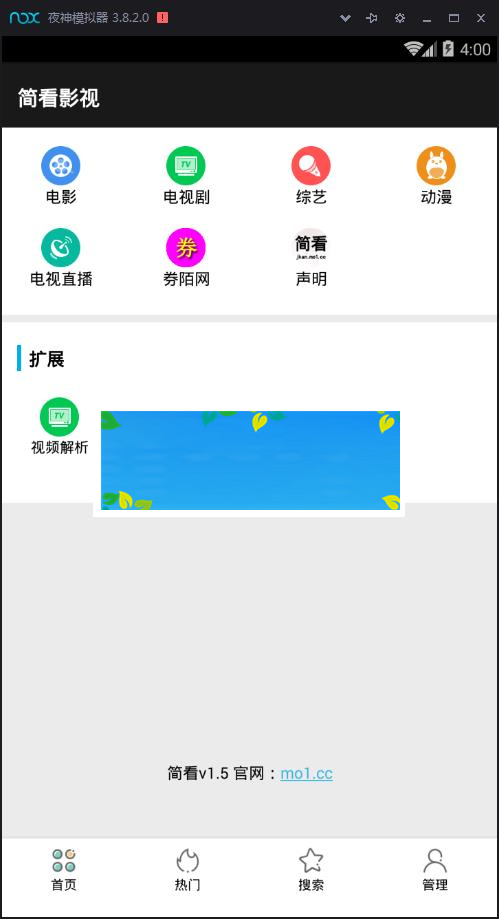 nox 夜神模拟器 3.8.2.0
4:00
简看影视
电影 电视剧 综艺 动漫
TV
券
简看
jkan.mo1.cc
电视直播 券陌网 声明
扩展
TV
视频解析
简看v1.5 官网：mo1.cc
首页 热门 搜索 管理